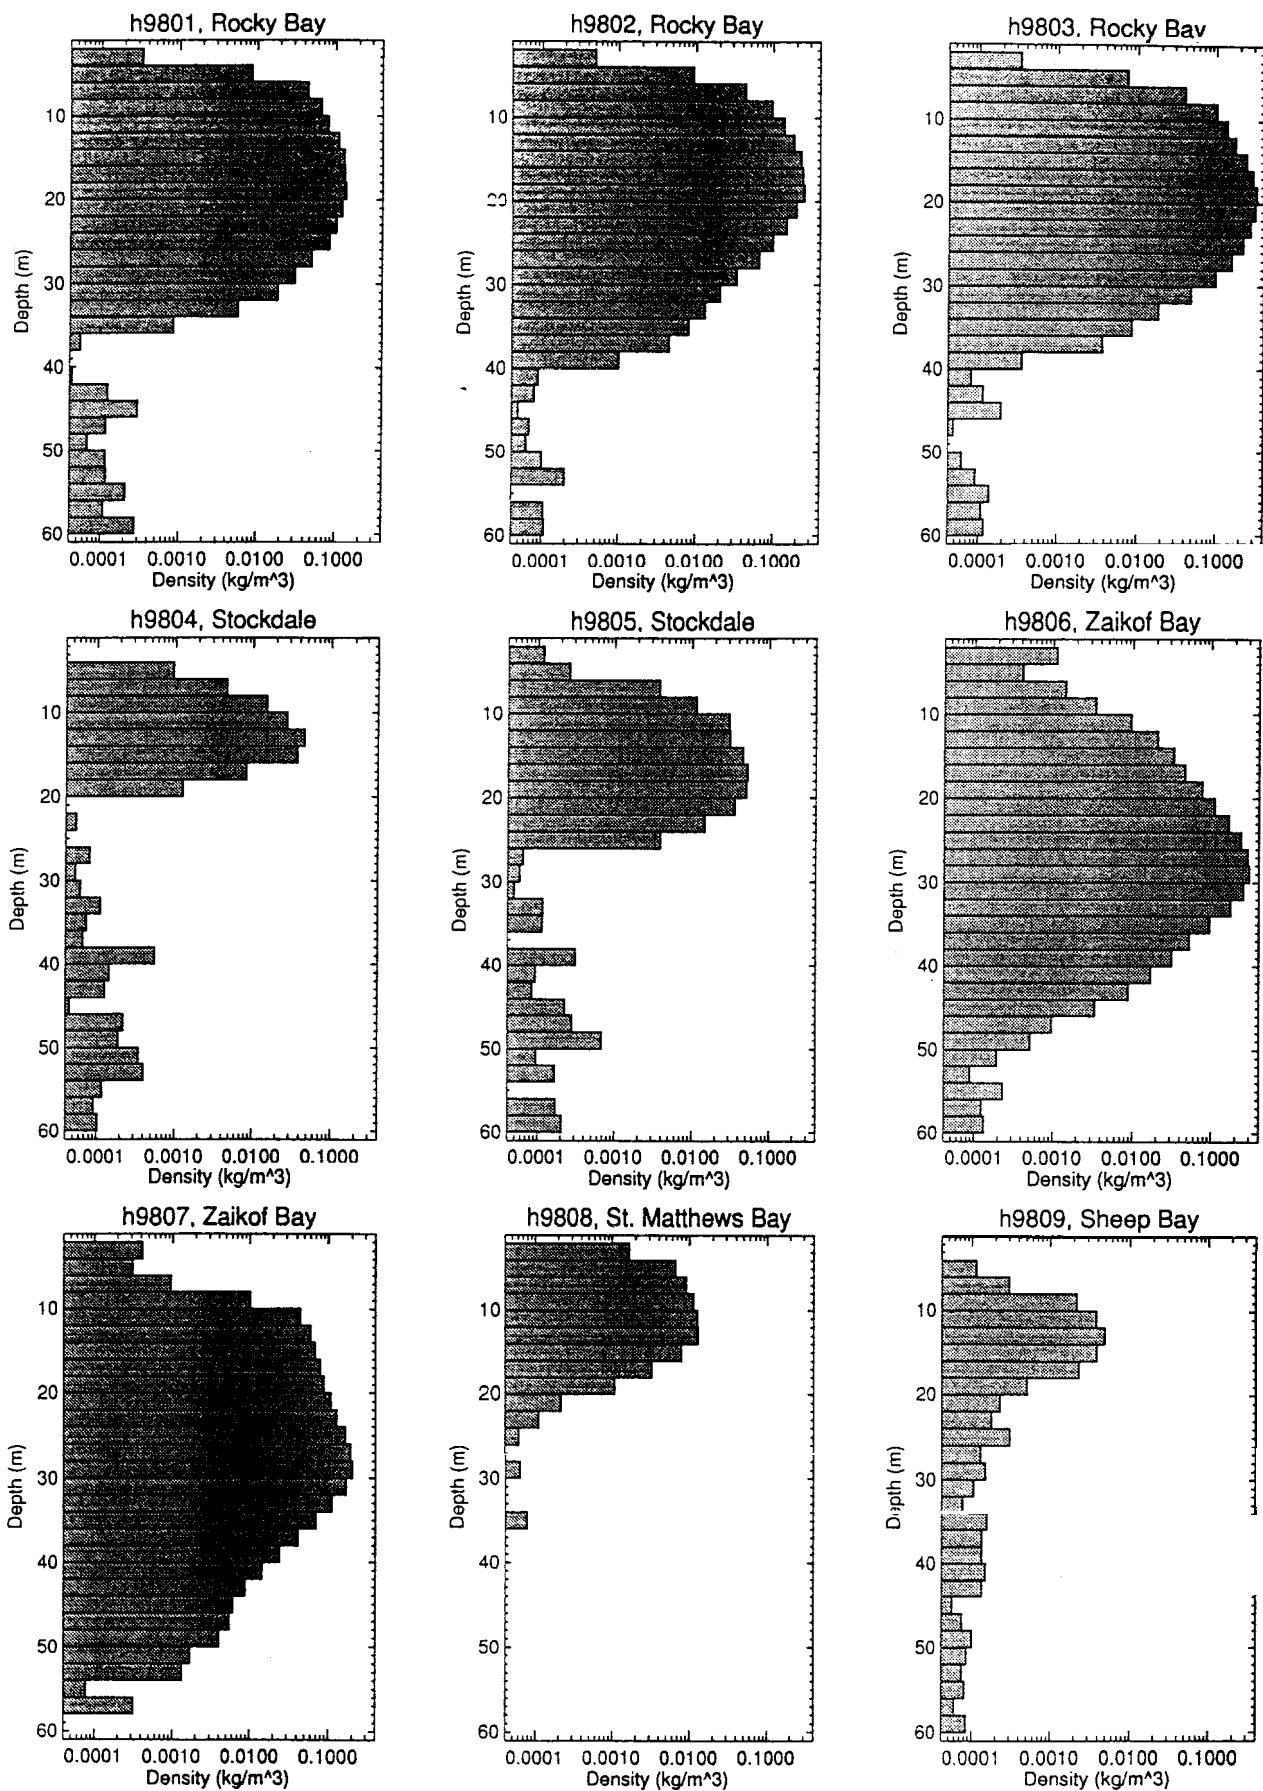 h9801, Rocky Bay
h9802, Rocky Bay
h9803, Rocky Bay
10
20
30
40
50
60
Depth (m)
0.0001 0.0010 0.0100 0.1000
Density (kg/m^3)
10
20
30
40
50
60
Depth (m)
0.0001 0.0010 0.0100 0.1000
Density (kg/m^3)
10
20
30
40
50
60
Depth (m)
0.0001 0.0010 0.0100 0.1000
Density (kg/m^3)
h9804, Stockdale
h9805, Stockdale
h9806, Zaikof Bay
10
20
30
40
50
60
Depth (m)
0.0001 0.0010 0.0100 0.1000
Density (kg/m^3)
10
20
30
40
50
60
Depth (m)
0.0001 0.0010 0.0100 0.1000
Density (kg/m^3)
10
20
30
40
50
60
Depth (m)
0.0001 0.0010 0.0100 0.1000
Density (kg/m^3)
h9807, Zaikof Bay
h9808, St. Matthews Bay
h9809, Sheep Bay
10
20
30
40
50
60
Depth (m)
0.0001 0.0010 0.0100 0.1000
Density (kg/m^3)
10
20
30
40
50
60
Depth (m)
0.0001 0.0010 0.0100 0.1000
Density (kg/m^3)
10
20
30
40
50
60
Depth (m)
0.0001 0.0010 0.0100 0.1000
Density (kg/m^3)